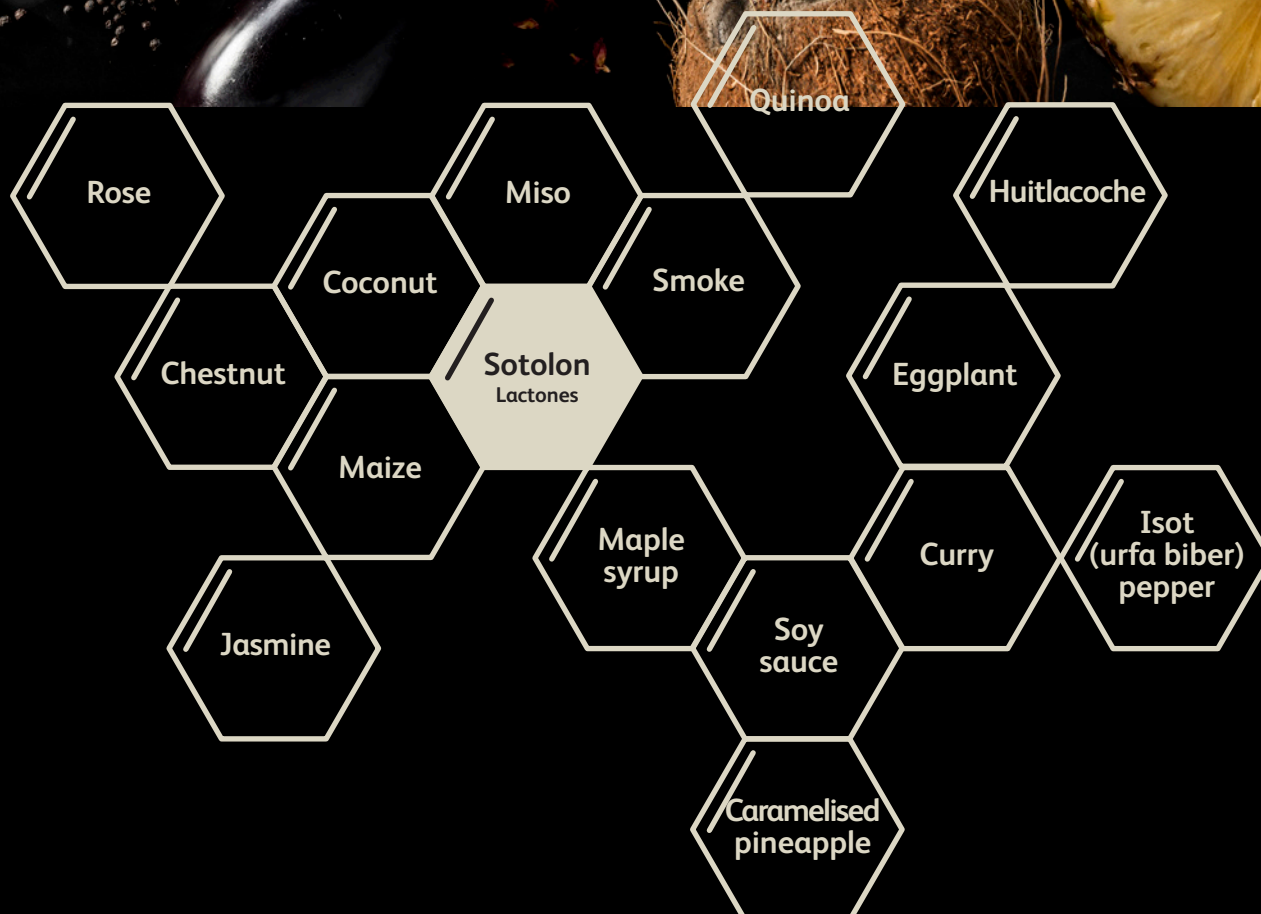 Quinoa
Rose
Miso
Huitlacoche
Coconut
Smoke
Chestnut
Sotolon
Lactones
Eggplant
Maize
Maple
syrup
Curry
Isot
(urfa biber)
pepper
Jasmine
Soy
sauce
Caramelised
pineapple